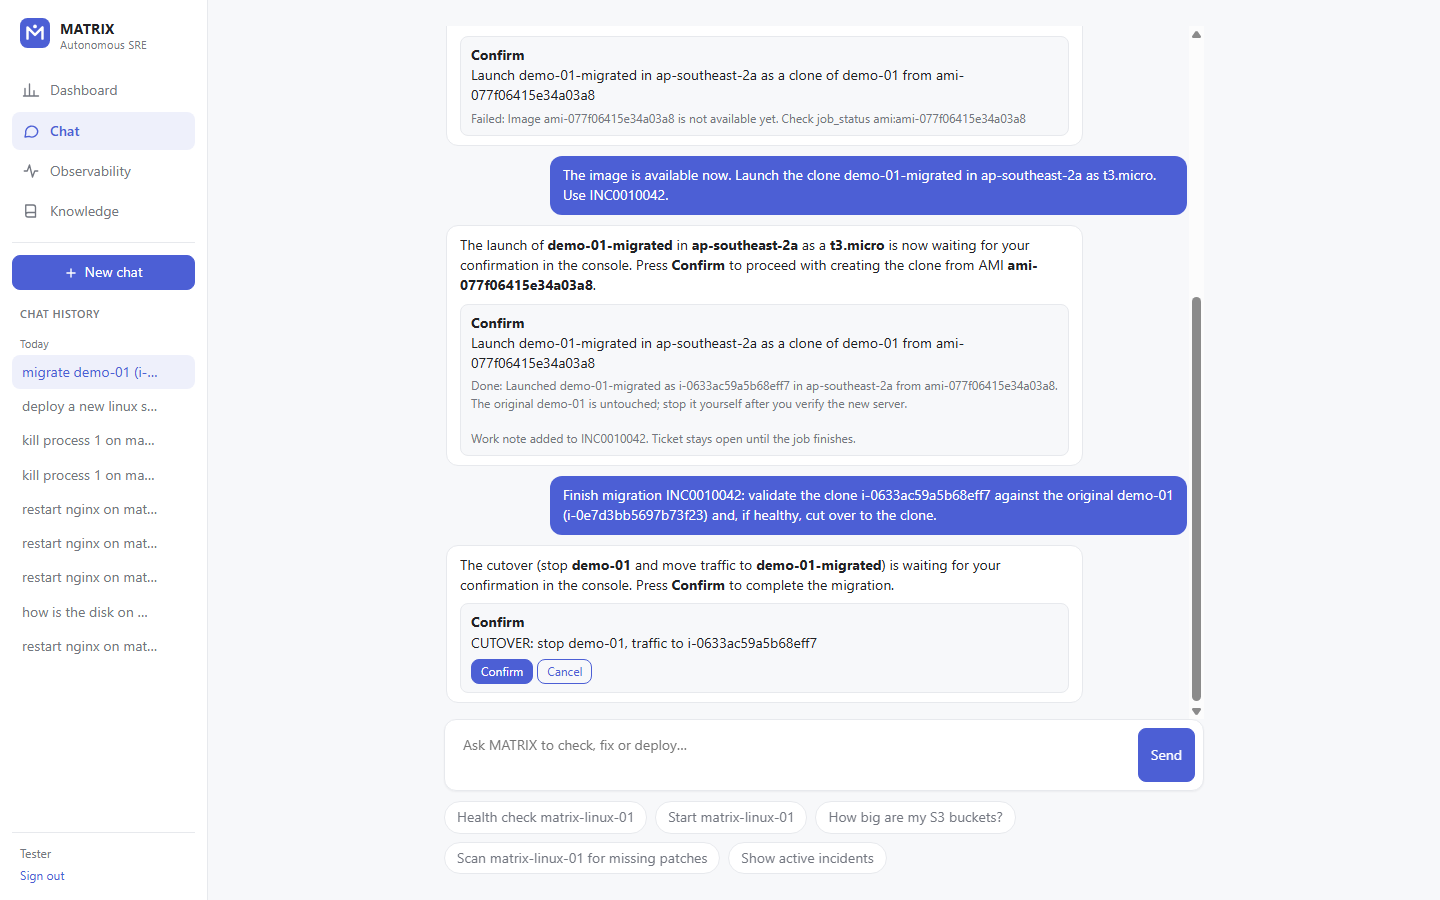 MATRIX
Autonomous SRE
Dashboard
Chat
Observability
Knowledge
+ New chat
CHAT HISTORY
Today
migrate demo-01 (i-...
deploy a new linux s...
kill process 1 on ma...
kill process 1 on ma...
restart nginx on mat...
restart nginx on mat...
restart nginx on mat...
how is the disk on ...
restart nginx on mat...
Tester
Sign out
Confirm
Launch demo-01-migrated in ap-southeast-2a as a clone of demo-01 from ami-
077f06415e34a03a8
Failed: Image ami-077f06415e34a03a8 is not available yet. Check job_status ami:ami-077f06415e34a03a8
The image is available now. Launch the clone demo-01-migrated in ap-southeast-2a as t3.micro.
Use INC0010042.
The launch of demo-01-migrated in ap-southeast-2a as a t3.micro is now waiting for your
confirmation in the console. Press Confirm to proceed with creating the clone from AMI ami-
077f06415e34a03a8.
Confirm
Launch demo-01-migrated in ap-southeast-2a as a clone of demo-01 from ami-
077f06415e34a03a8
Done: Launched demo-01-migrated as i-0633ac59a5b68eff7 in ap-southeast-2a from ami-077f06415e34a03a8.
The original demo-01 is untouched; stop it yourself after you verify the new server.
Work note added to INC0010042. Ticket stays open until the job finishes.
Finish migration INC0010042: validate the clone i-0633ac59a5b68eff7 against the original demo-01
(i-0e7d3bb5697b73f23) and, if healthy, cut over to the clone.
The cutover (stop demo-01 and move traffic to demo-01-migrated) is waiting for your
confirmation in the console. Press Confirm to complete the migration.
Confirm
CUTOVER: stop demo-01, traffic to i-0633ac59a5b68eff7
Confirm
Cancel
Ask MATRIX to check, fix or deploy...
Send
Health check matrix-linux-01
Start matrix-linux-01
How big are my S3 buckets?
Scan matrix-linux-01 for missing patches
Show active incidents